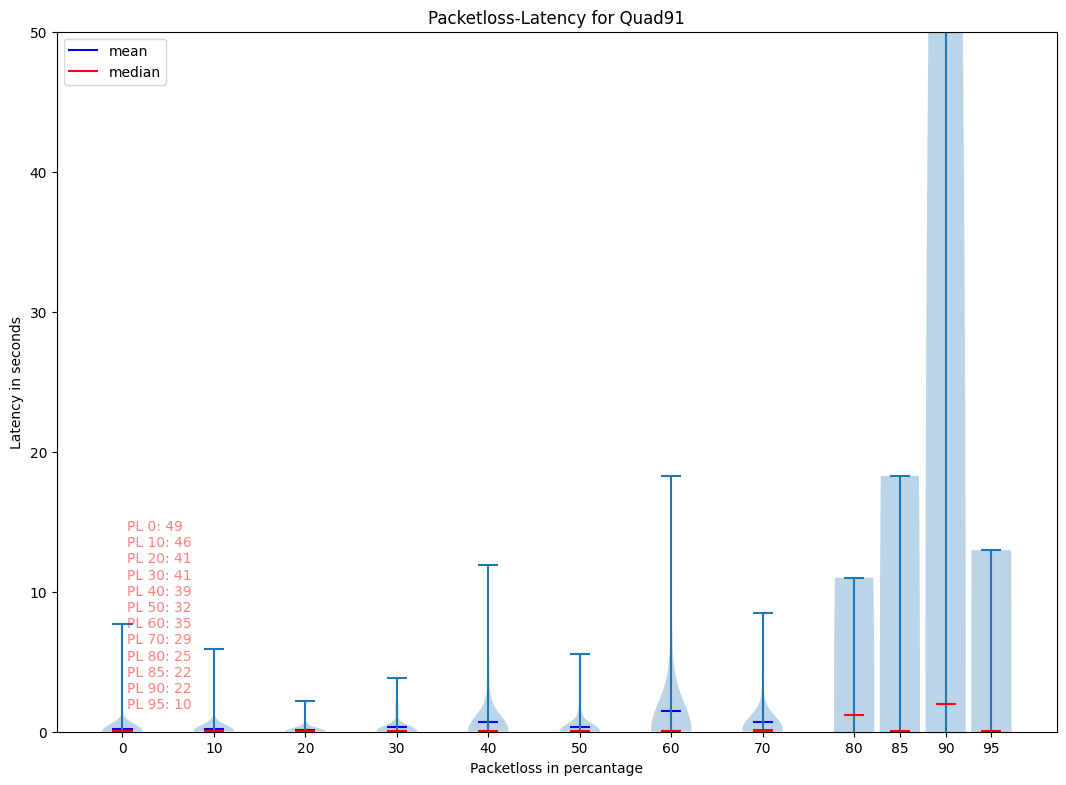 Packetloss-Latency for Quad91
mean
median
50
40
30
20
10
0
Latency in seconds
PL 0: 49
PL 10: 46
PL 20: 41
PL 30: 41
PL 40: 39
PL 50: 32
PL 60: 35
PL 70: 29
PL 80: 25
PL 85: 22
PL 90: 22
PL 95: 10
0 10 20 30 40 50 60 70 80 85 90 95
Packetloss in percantage